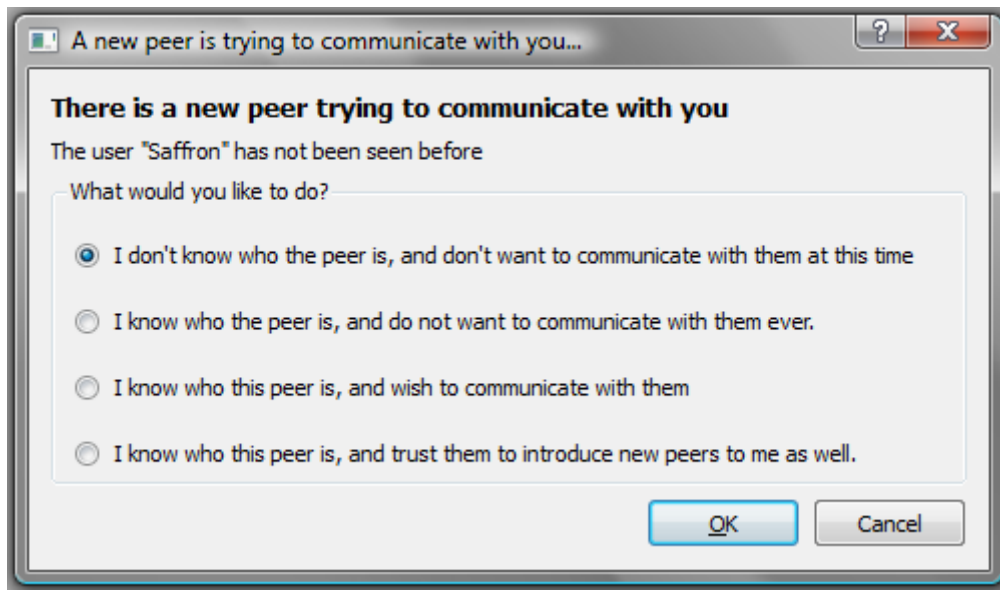 A new peer is trying to communicate with you...
?
X
There is a new peer trying to communicate with you
The user "Saffron" has not been seen before
What would you like to do?
I don't know who the peer is, and don't want to communicate with them at this time
I know who the peer is, and do not want to communicate with them ever.
I know who this peer is, and wish to communicate with them
I know who this peer is, and trust them to introduce new peers to me as well.
OK
Cancel